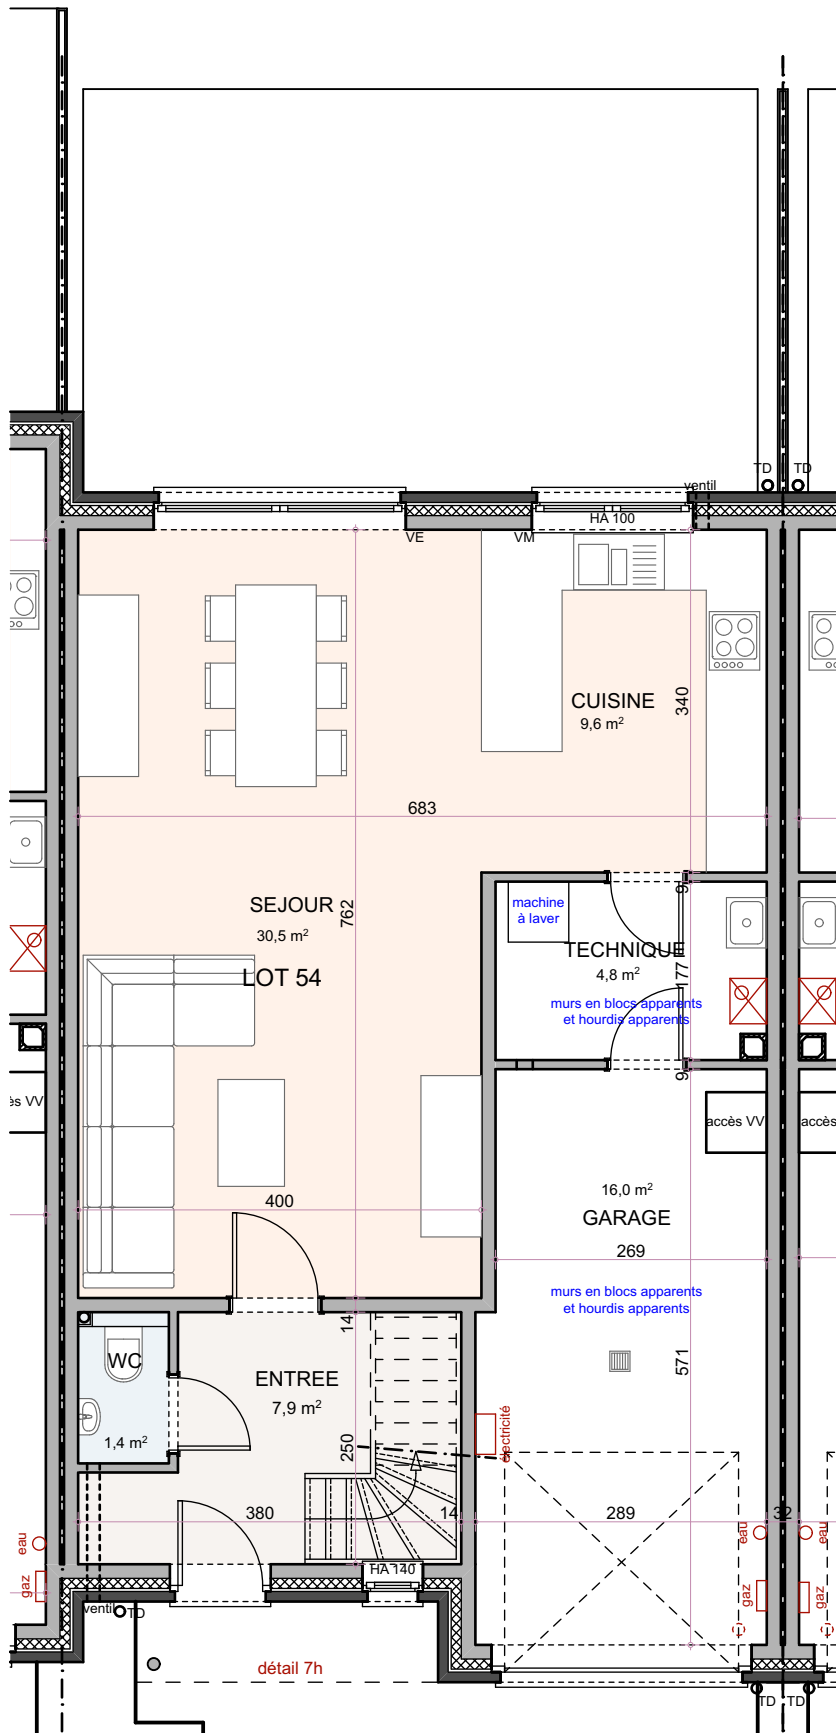 TD
TD
ventil
HA 100
VE
VM
CUISINE
9,6 m²
340
683
SEJOUR
30,5 m²
762
LOT 54
machine
à laver
9
TECHNIQUE
4,8 m²
177
murs en blocs apparents
et hourdis apparents
9
ès VV
accès VV
accès
16,0 m²
GARAGE
400
269
murs en blocs apparents
et hourdis apparents
14
WC
ENTREE
7,9 m²
571
1,4 m²
250
électricité
380
14
289
32
eau
eau
eau
HA 140
gaz
gaz
gaz
ventil
TD
détail 7h
TD
TD